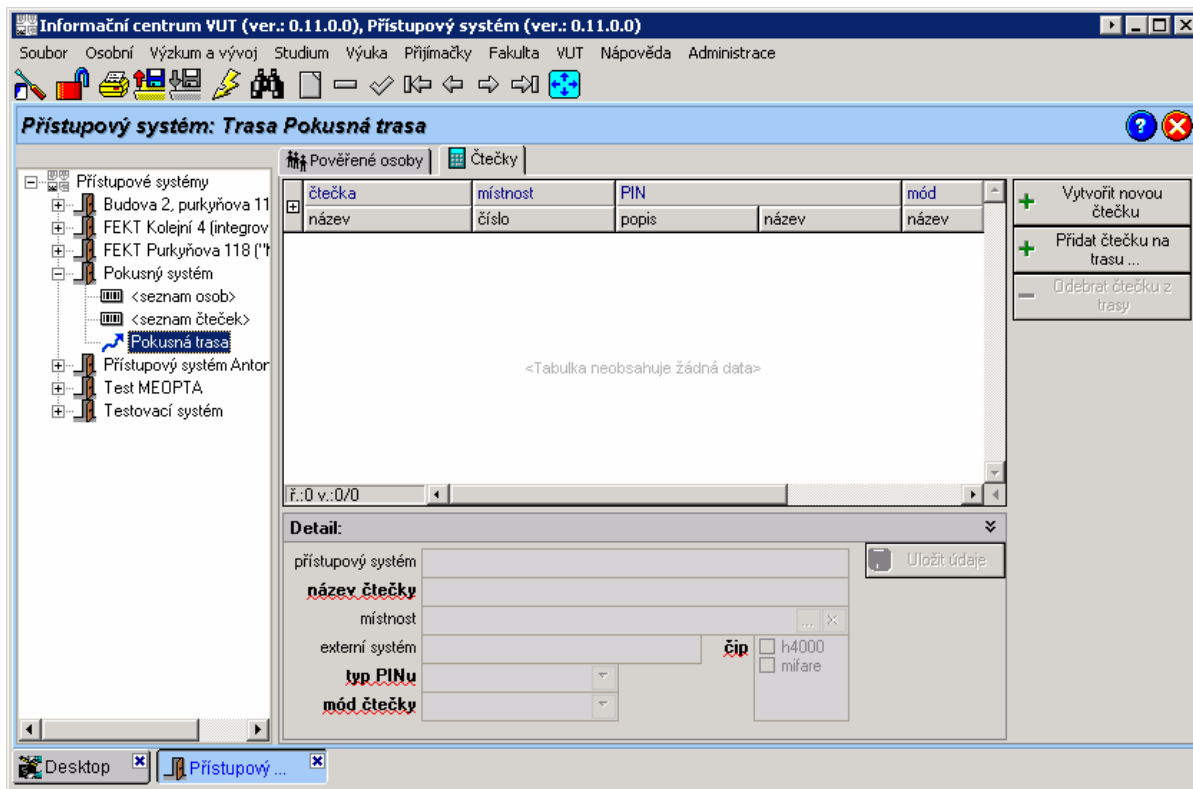 Informační centrum VUT (ver.: 0.11.0.0), Přístupový systém (ver.: 0.11.0.0)
Soubor Osobní Výzkum a vývoj Studium Výuka Přijímačky Fakulta VUT Nápověda Administrace
Přístupový systém: Trasa Pokusná trasa
Pověřené osoby Čtečky
Přístupové systémy
Budova 2, purkyňova 11
FEKT Kolejní 4 (integrov
FEKT Purkyňova 118 ("h
Pokusný systém
<seznam osob>
<seznam čteček>
Pokusná trasa
Přístupový systém Anton
Test MEOPTA
Testovací systém
čtečka místnost PIN mód
název číslo popis název název
<Tabulka neobsahuje žádná data>
ř.:0 v.:0/0
Vytvořit novou
čtečku
Přidat čtečku na
trasu ...
Odebrat čtečku z
trasy
Detail:
přístupový systém
Uložit údaje
název čtečky
místnost ...
externí systém čip h4000
mifare
typ PINu
mód čtečky
Desktop Přístupový ...